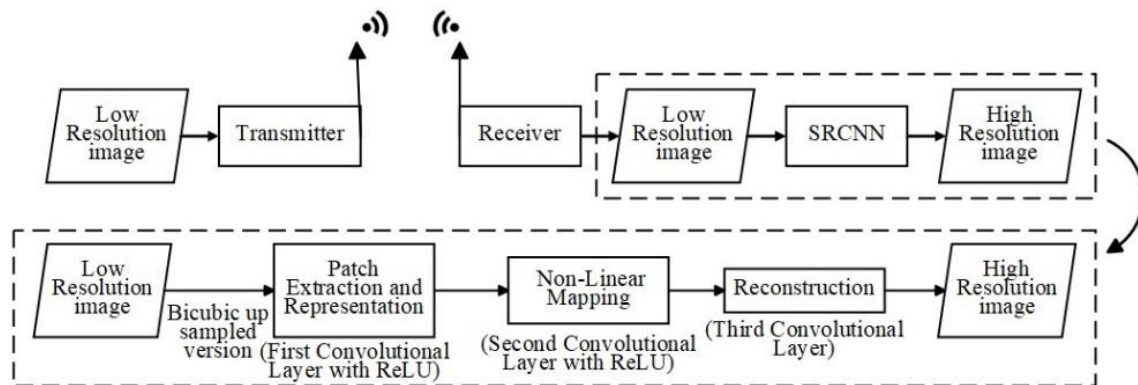 Low
Resolution
image
Transmitter
Receiver
Low
Resolution
image
SRCNN
High
Resolution
image
Low
Resolution
image
Bicubic up
sampled
version
Patch
Extraction and
Representation
(First Convolutional
Layer with ReLU)
Non-Linear
Mapping
(Second Convolutional
Layer with ReLU)
Reconstruction
(Third Convolutional
Layer)
High
Resolution
image